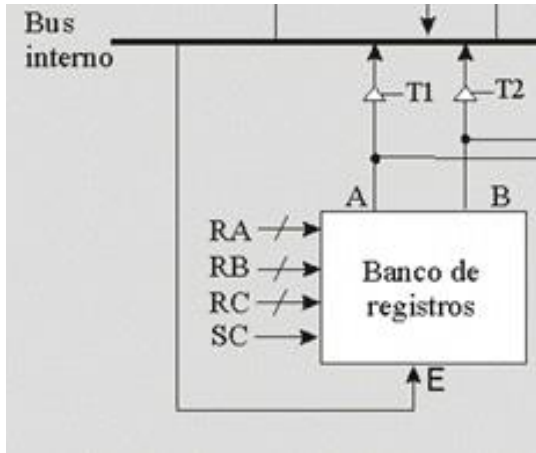 Bus
interno
T1
T2
A
B
RA
RB
RC
SC
Banco de
registros
E